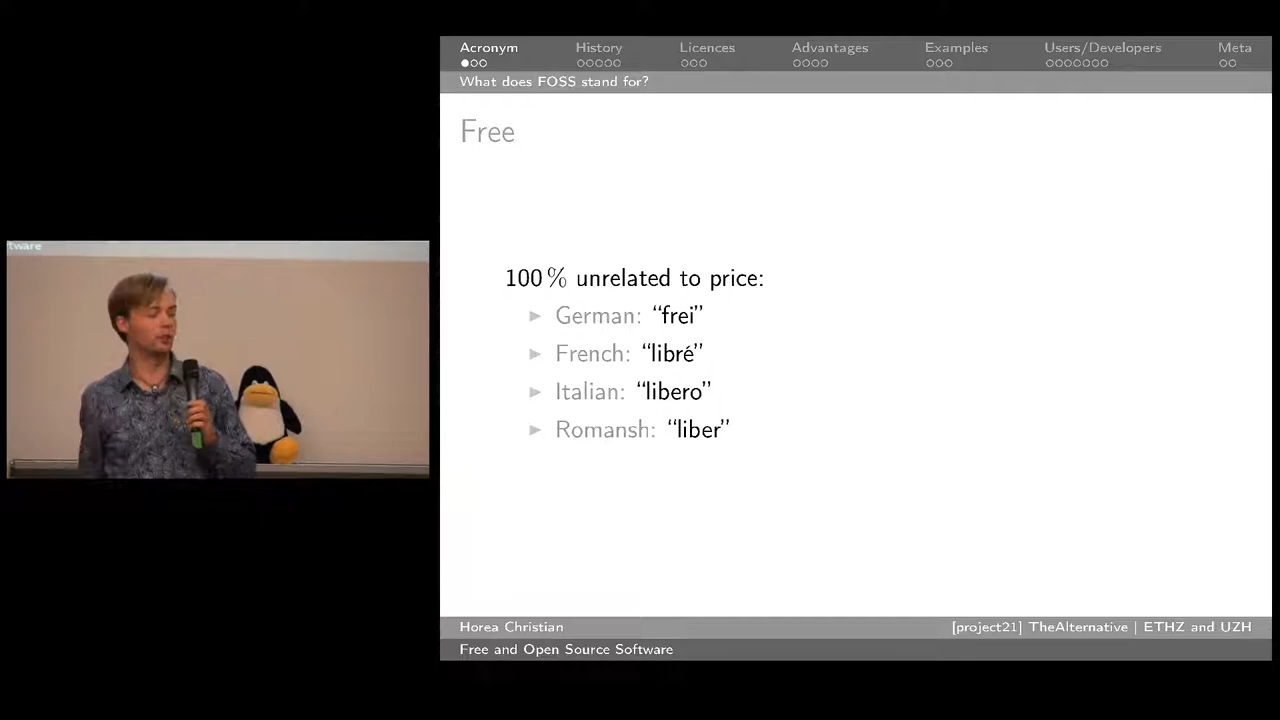 tware
Acronym History Licences Advantages Examples Users/Developers Meta
What does FOSS stand for?
Free
100 % unrelated to price:
► German: “frei”
► French: “libré”
► Italian: “libero”
► Romansh: “liber”
Horea Christian [project21] TheAlternative | ETHZ and UZH
Free and Open Source Software